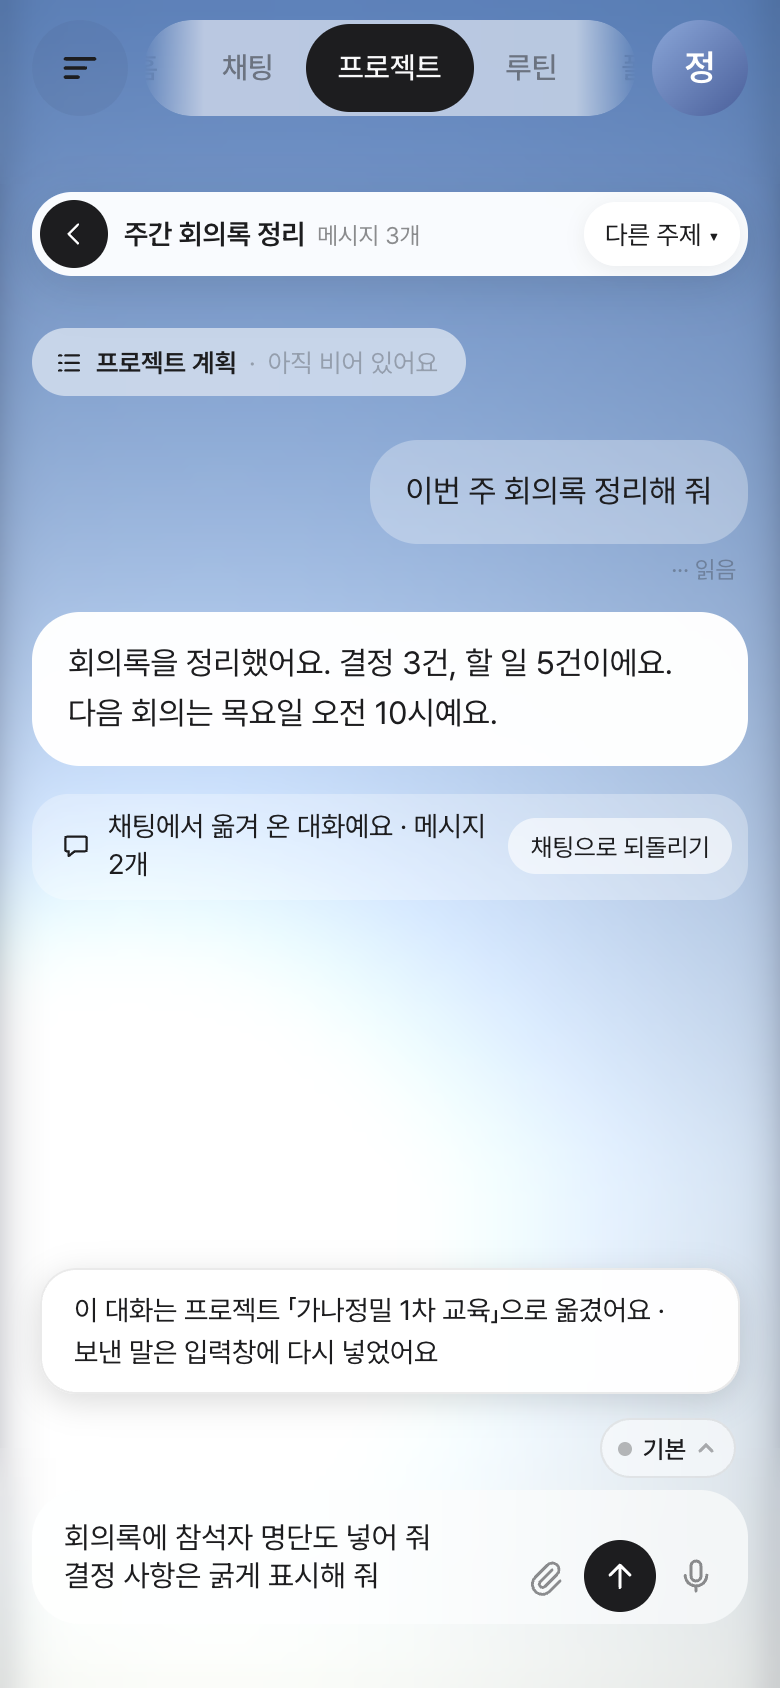 채팅
프로젝트
루틴
정
주간 회의록 정리 메시지 3개
다른 주제 ▾
프로젝트 계획 · 아직 비어 있어요
이번 주 회의록 정리해 줘
··· 읽음
회의록을 정리했어요. 결정 3건, 할 일 5건이에요.
다음 회의는 목요일 오전 10시예요.
채팅에서 옮겨 온 대화예요 · 메시지
2개
채팅으로 되돌리기
이 대화는 프로젝트 「가나정밀 1차 교육」으로 옮겼어요 ·
보낸 말은 입력창에 다시 넣었어요
기본
회의록에 참석자 명단도 넣어 줘
결정 사항은 굵게 표시해 줘